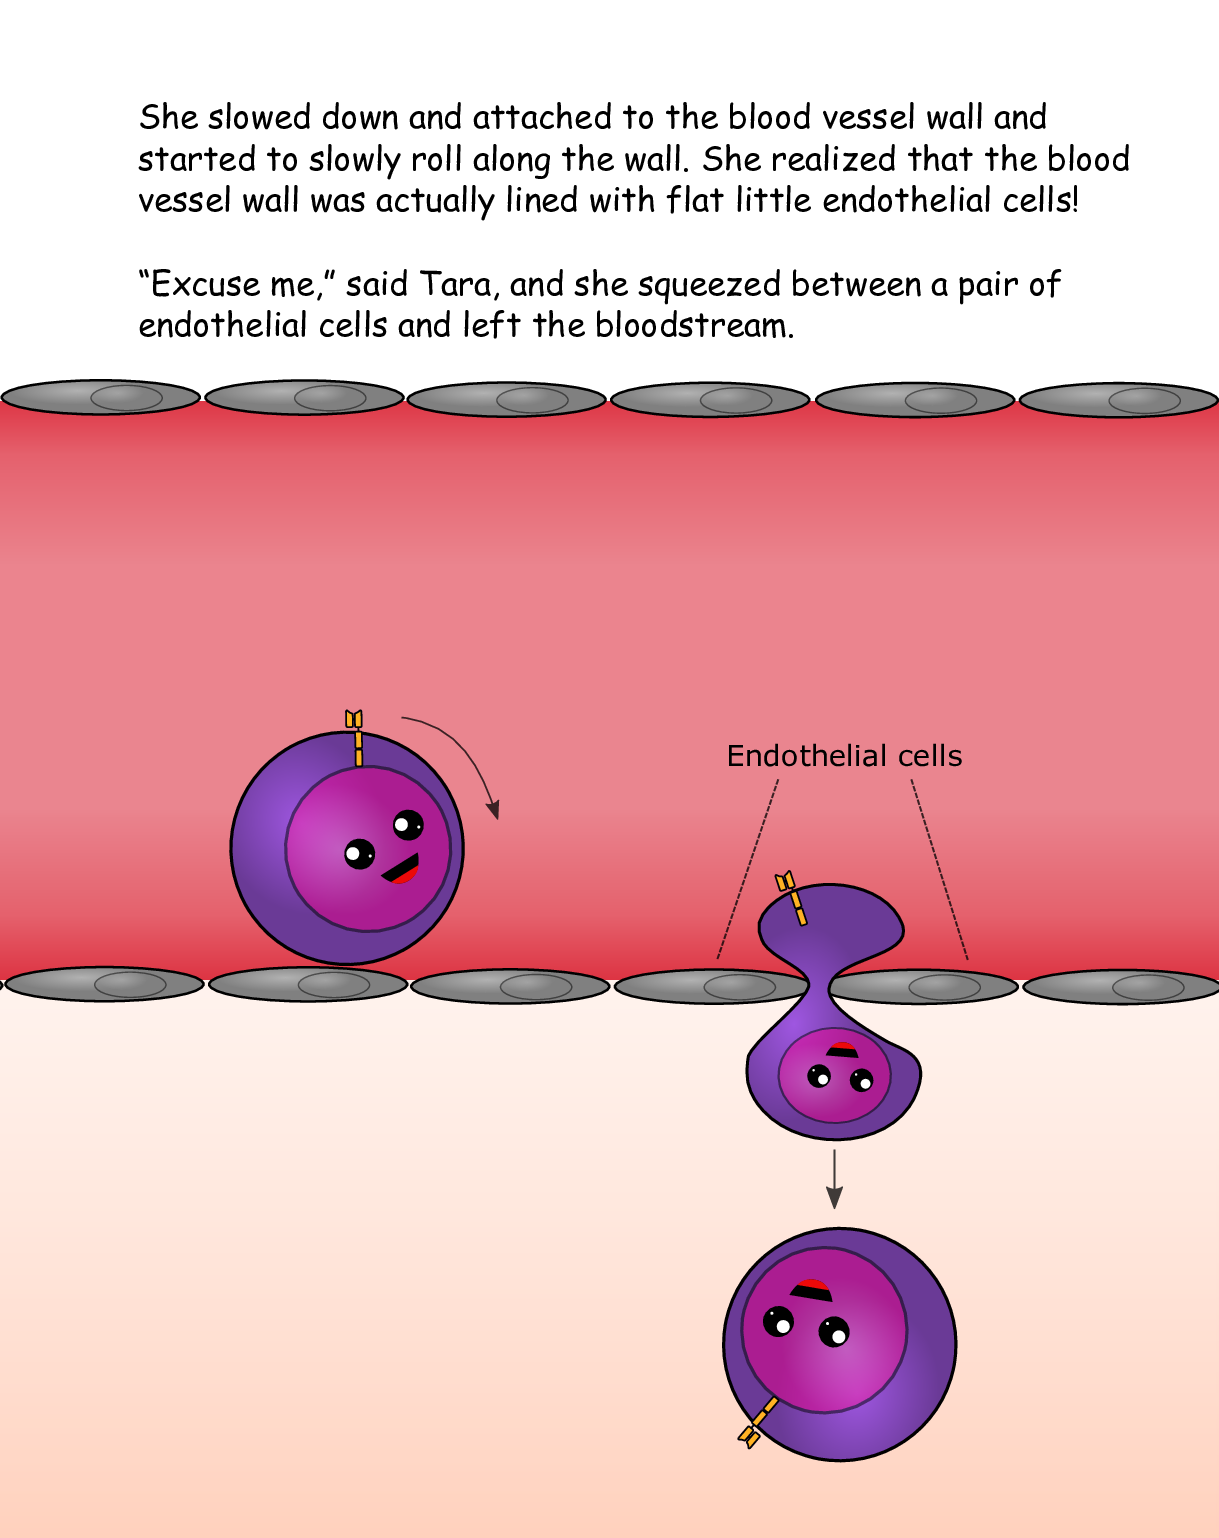 She slowed down and attached to the blood vessel wall and
started to slowly roll along the wall. She realized that the blood
vessel wall was actually lined with flat little endothelial cells!
“Excuse me,” said Tara, and she squeezed between a pair of
endothelial cells and left the bloodstream.
Endothelial cells